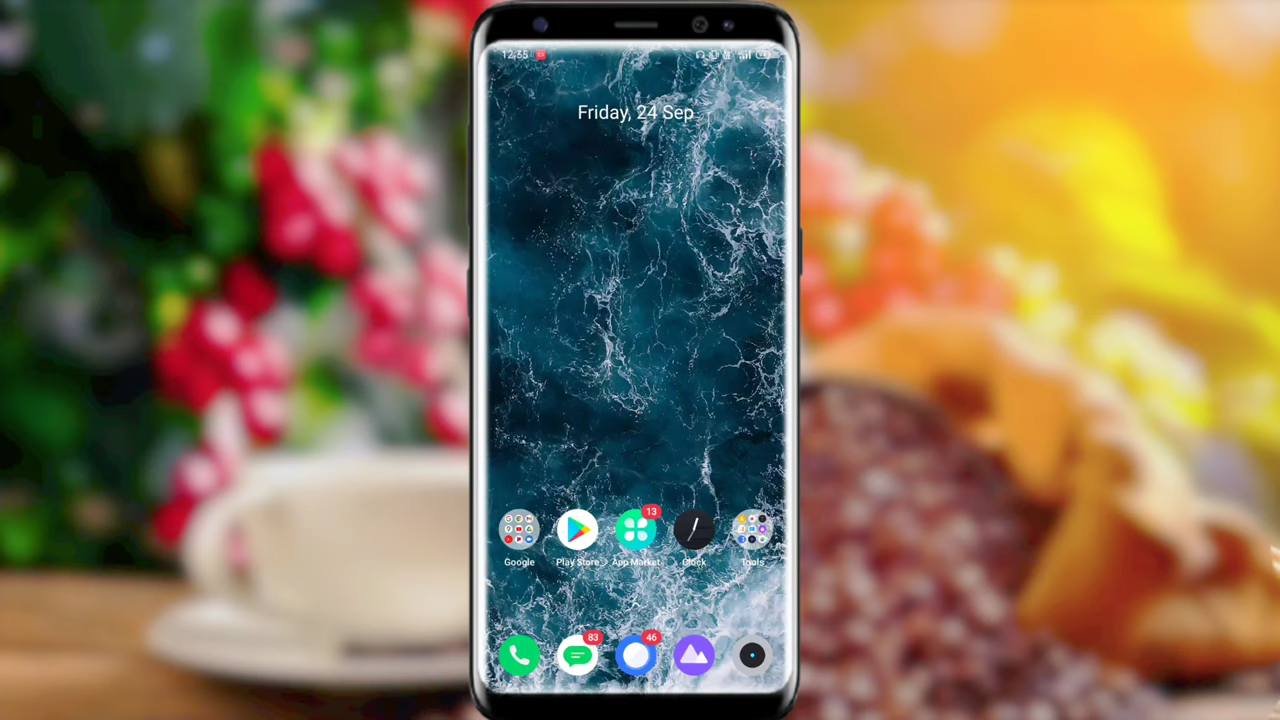 12:35
Friday, 24 Sep
13
Google
Play Store
App Market
Clock
Tools
83
46